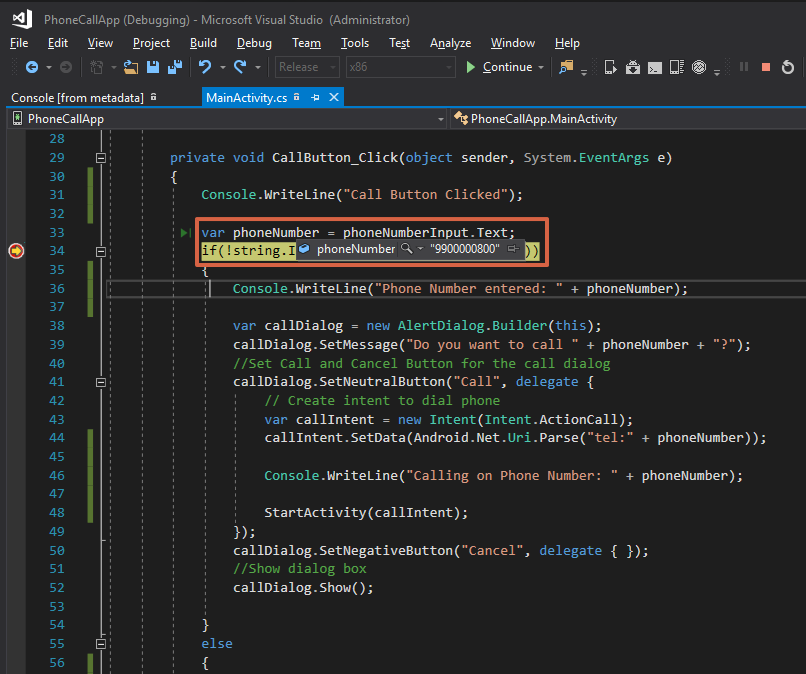 PhoneCallApp (Debugging) - Microsoft Visual Studio (Administrator)
File Edit View Project Build Debug Team Tools Test Analyze Window Help
Release x86 Continue
Console [from metadata] MainActivity.cs
PhoneCallApp PhoneCallApp.MainActivity
28
29 private void CallButton_Click(object sender, System.EventArgs e)
30 {
31 Console.WriteLine("Call Button Clicked");
32
33 var phoneNumber = phoneNumberInput.Text;
34 if(!string.I phoneNumber "9900000800" ))
35 {
36 Console.WriteLine("Phone Number entered: " + phoneNumber);
37
38 var callDialog = new AlertDialog.Builder(this);
39 callDialog.SetMessage("Do you want to call " + phoneNumber + "?");
40 //Set Call and Cancel Button for the call dialog
41 callDialog.SetNeutralButton("Call", delegate {
42 // Create intent to dial phone
43 var callIntent = new Intent(Intent.ActionCall);
44 callIntent.SetData(Android.Net.Uri.Parse("tel:" + phoneNumber));
45
46 Console.WriteLine("Calling on Phone Number: " + phoneNumber);
47
48 StartActivity(callIntent);
49 });
50 callDialog.SetNegativeButton("Cancel", delegate { });
51 //Show dialog box
52 callDialog.Show();
53
54 }
55 else
56 {